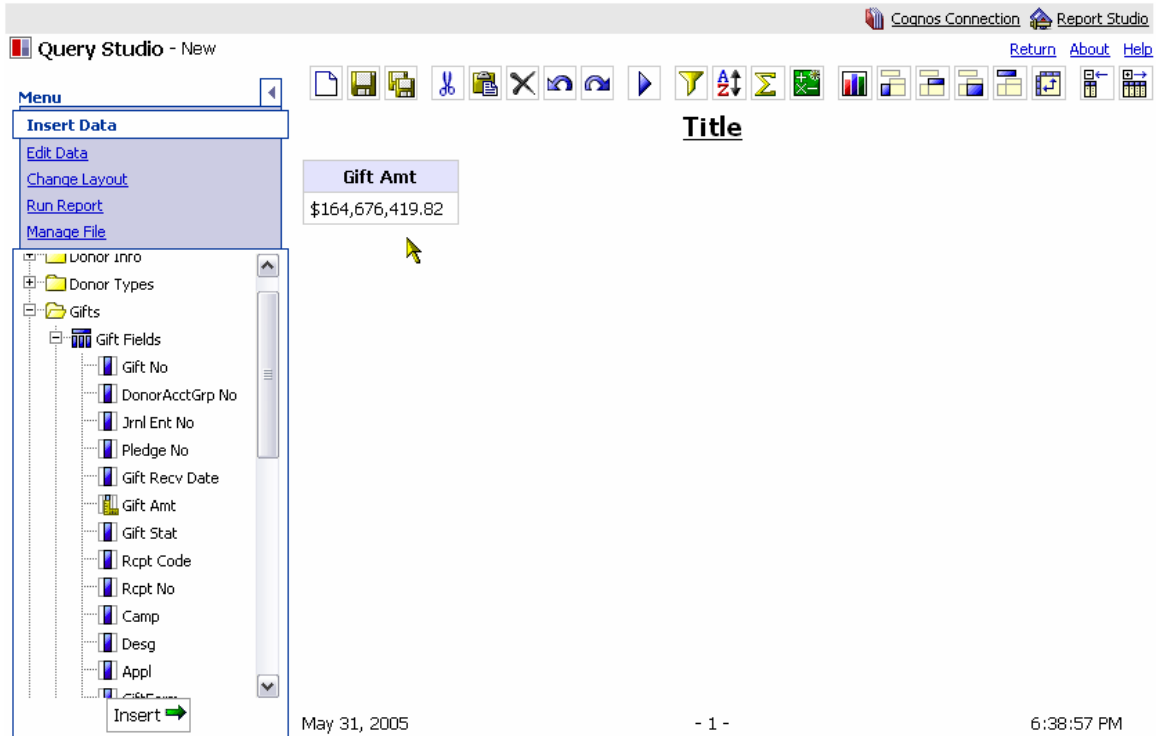 Cognos Connection Report Studio
Query Studio - New
Return About Help
Menu
Insert Data
Edit Data
Change Layout
Run Report
Manage File
Donor Info
Donor Types
Gifts
Gift Fields
Gift No
DonorAcctGrp No
Jrnl Ent No
Pledge No
Gift Recv Date
Gift Amt
Gift Stat
Rcpt Code
Rcpt No
Camp
Desg
Appl
Insert
Title
Gift Amt
$164,676,419.82
May 31, 2005 - 1 - 6:38:57 PM